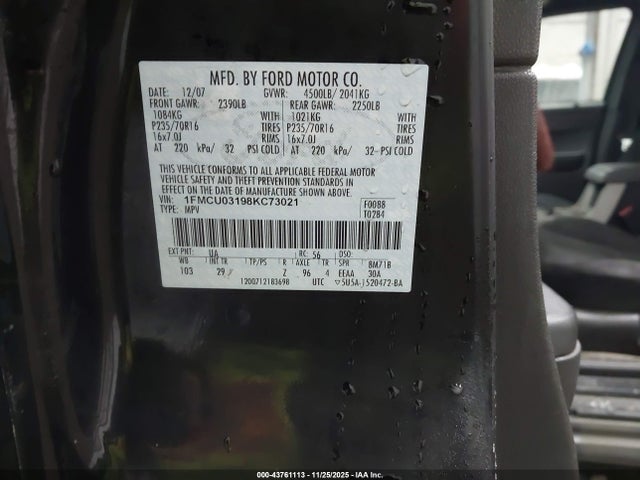 MFD. BY FORD MOTOR CO.
DATE: 12/07 GVWR: 4500LB/ 2041KG
FRONT GAWR: 2390LB REAR GAWR: 2250LB
1084KG WITH 1021KG WITH
P235/70R16 TIRES P235/70R16 TIRES
16x7.0J RIMS 16x7.0J RIMS
AT 220 kPa/ 32 PSI COLD AT 220 kPa/ 32 PSI COLD
THIS VEHICLE CONFORMS TO ALL APPLICABLE FEDERAL MOTOR
VEHICLE SAFETY AND THEFT PREVENTION STANDARDS IN
EFFECT ON THE DATE OF MANUFACTURE SHOWN ABOVE.
VIN: 1FMCU03198KC73021 F0088
TYPE: MPV T0284
EXT PNT: UA RC: 56 DSO:
WB INT TR TP/PS R AXLE TR SPR BM71B
103 29 Z 96 4 EEAA 30A
1200712183698 UTC ▽5U5A-1520472-BA
000-43761113 - 11/25/2025 - IAA Inc.